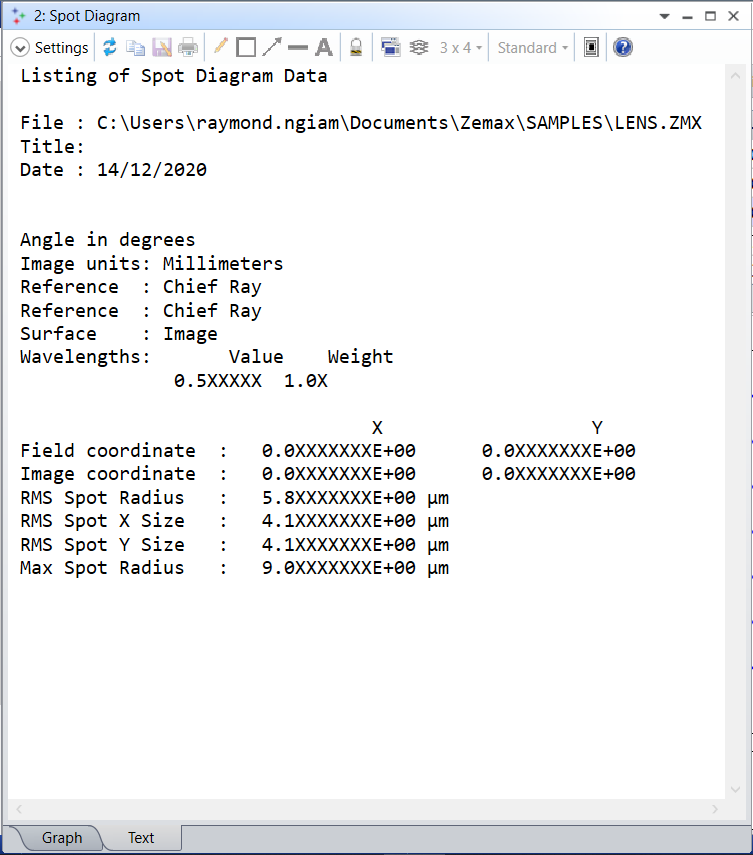 2: Spot Diagram
Settings
3 x 4
Standard
Listing of Spot Diagram Data
File : C:\Users\raymond.ngiam\Documents\Zemax\SAMPLES\LENS.ZMX
Title:
Date : 14/12/2020
Angle in degrees
Image units: Millimeters
Reference  : Chief Ray
Reference  : Chief Ray
Surface    : Image
Wavelengths:       Value    Weight
0.5XXXXX  1.0X
X                   Y
Field coordinate  :   0.0XXXXXXXE+00      0.0XXXXXXXE+00
Image coordinate  :   0.0XXXXXXXE+00      0.0XXXXXXXE+00
RMS Spot Radius   :   5.8XXXXXXXE+00 µm
RMS Spot X Size   :   4.1XXXXXXXE+00 µm
RMS Spot Y Size   :   4.1XXXXXXXE+00 µm
Max Spot Radius   :   9.0XXXXXXXE+00 µm
Graph Text